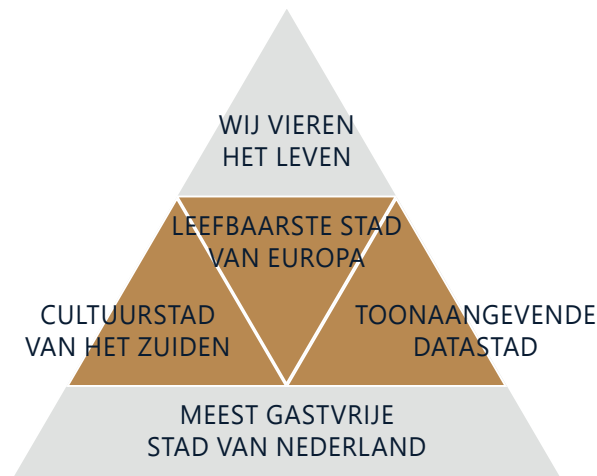 WIJ VIEREN
HET LEVEN
LEEFBAARSTE STAD
VAN EUROPA
CULTUURSTAD
VAN HET ZUIDEN
TOONAANGEVENDE
DATASTAD
MEEST GASTVRIJE
STAD VAN NEDERLAND